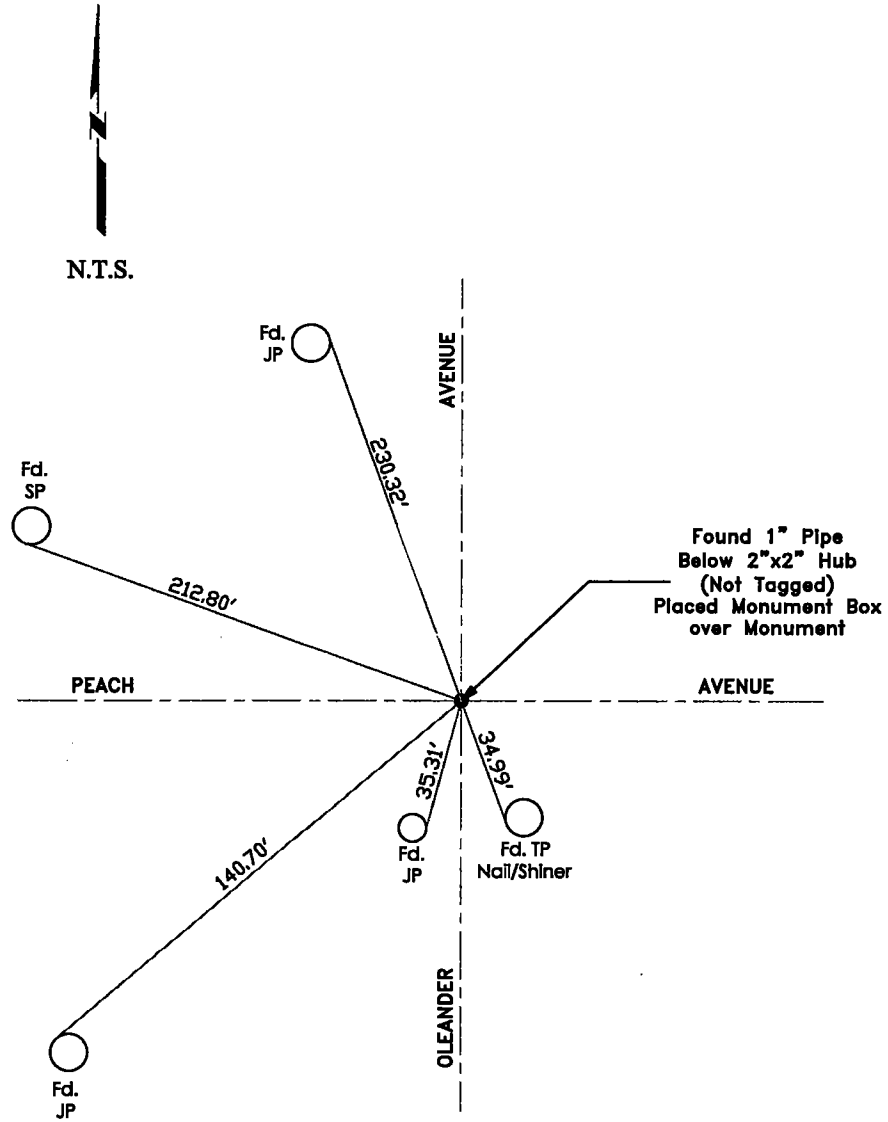 N
N.T.S.
Fd.
JP
AVENUE
230.32'
Fd.
SP
212.80'
Found 1" Pipe
Below 2"x2" Hub
(Not Tagged)
Placed Monument Box
over Monument
PEACH
AVENUE
35.31'
34.99'
Fd.
JP
Fd. TP
Nail/Shiner
140.70'
OLEANDER
Fd.
JP